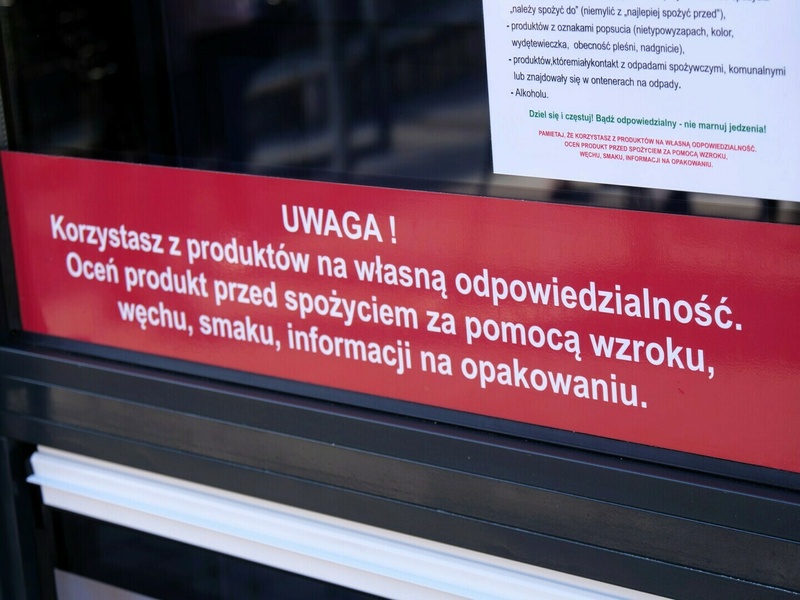 „należy spożyć do” (niemylić z „najlepiej spożyć przed”),
- produktów z oznakami popsucia (nietypowyzapach, kolor,
wydętewieczka, obecność pleśni, nadgnicie),
- produktów,któremiałykontakt z odpadami spożywczymi, komunalnymi
lub znajdowały się w ontenerach na odpady.
- Alkoholu.
Dziel się i częstuj! Bądź odpowiedzialny - nie marnuj jedzenia!
PAMIETAJ, ŻE KORZYSTASZ Z PRODUKTÓW NA WŁASNĄ ODPOWIEDZIALNOŚĆ.
OCEŃ PRODUKT PRZED SPOŻYCIEM ZA POMOCĄ WZROKU,
WĘCHU, SMAKU, INFORMACJI NA OPAKOWANIU.
UWAGA !
Korzystasz z produktów na własną odpowiedzialność.
Oceń produkt przed spożyciem za pomocą wzroku,
węchu, smaku, informacji na opakowaniu.